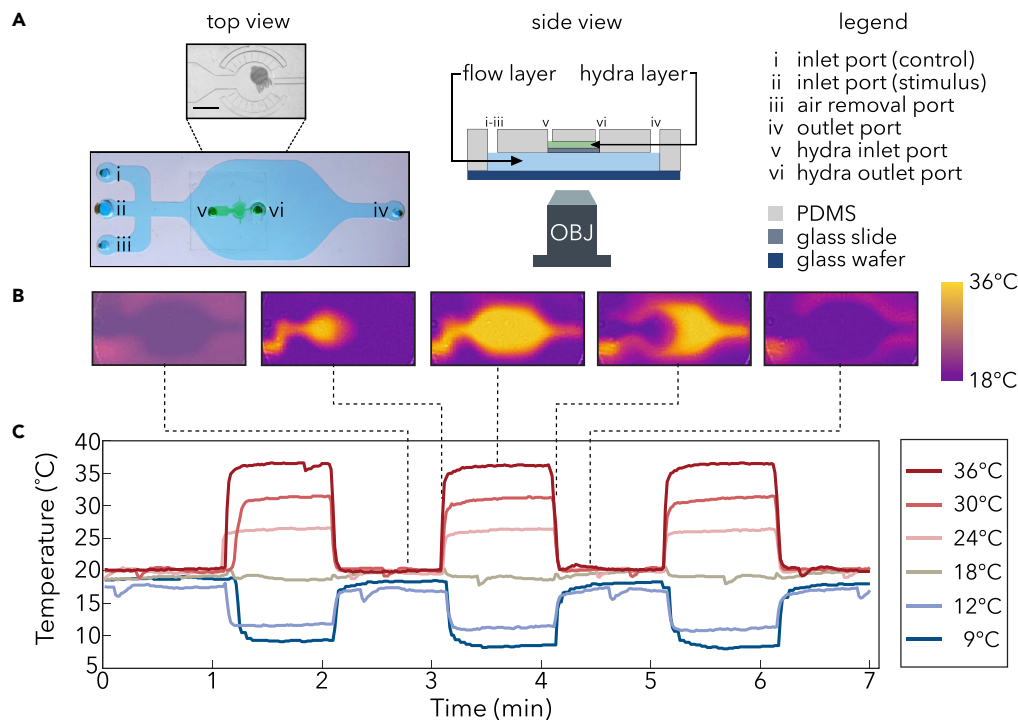 A
top view
side view
legend
flow layer
hydra layer
i inlet port (control)
ii inlet port (stimulus)
iii air removal port
iv outlet port
v hydra inlet port
vi hydra outlet port
i-iii
v
vi
iv
i
ii
iii
v
vi
iv
OBJ
PDMS
glass slide
glass wafer
B
36°C
18°C
C
Temperature (°C)
40
35
30
25
20
15
10
5
0
1
2
3
4
5
6
7
Time (min)
36°C
30°C
24°C
18°C
12°C
9°C